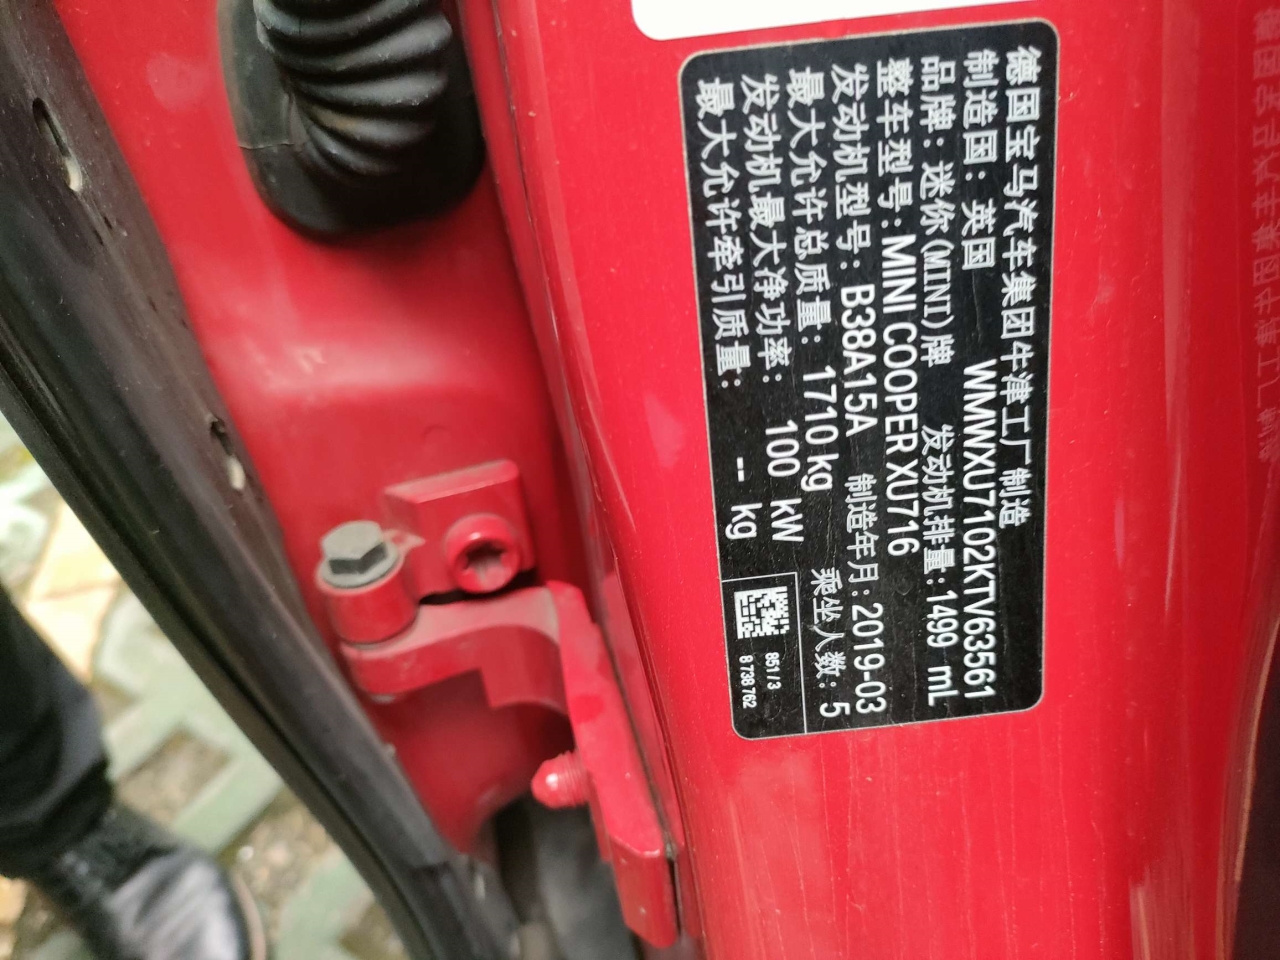 德国宝马汽车集团牛津工厂制造
制造国：英国 WMWXU7102KTV63561
品牌：迷你(MINI)牌 发动机排量：1499 mL
整车型号：MINI COOPER XU716
发动机型号：B38A15A 制造年月：2019-03
最大允许总质量：1710 kg 乘坐人数：5
发动机最大净功率：100 kW
最大允许牵引质量：-- kg
851/3
8 738 762